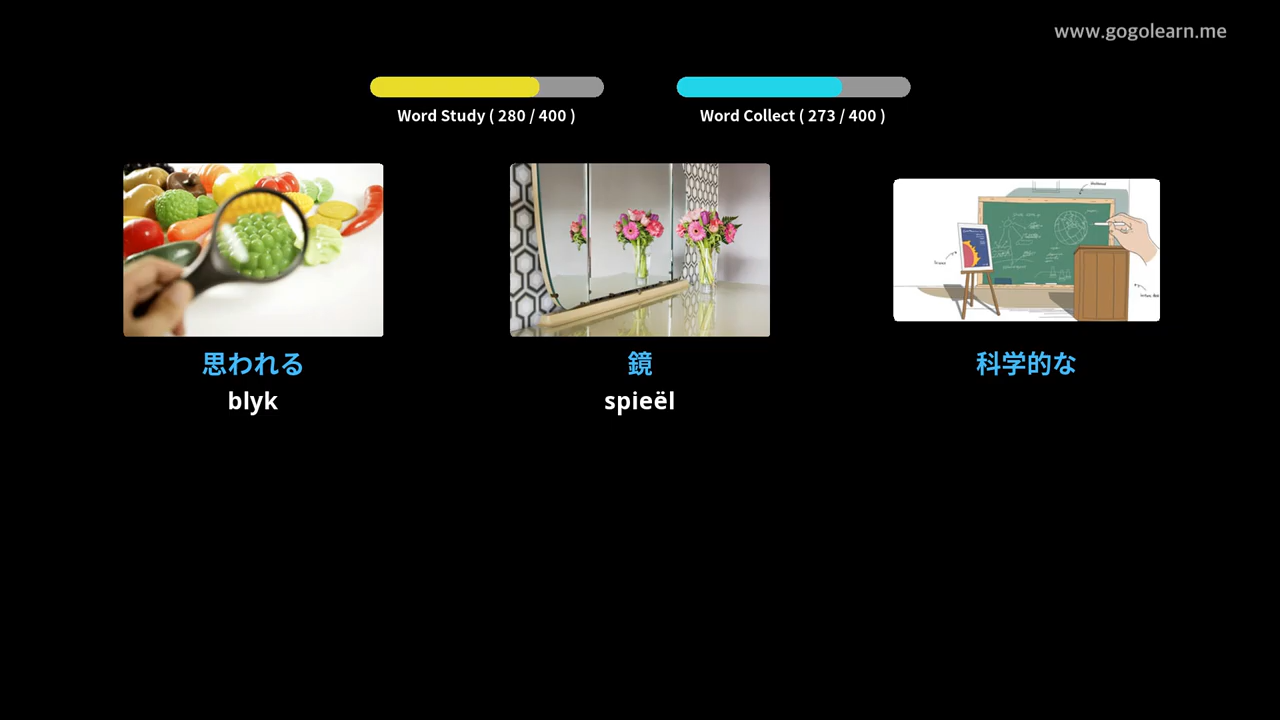 www.gogolearn.me
Word Study ( 280 / 400 )
Word Collect ( 273 / 400 )
思われる
鏡
科学的な
blyk
spieël